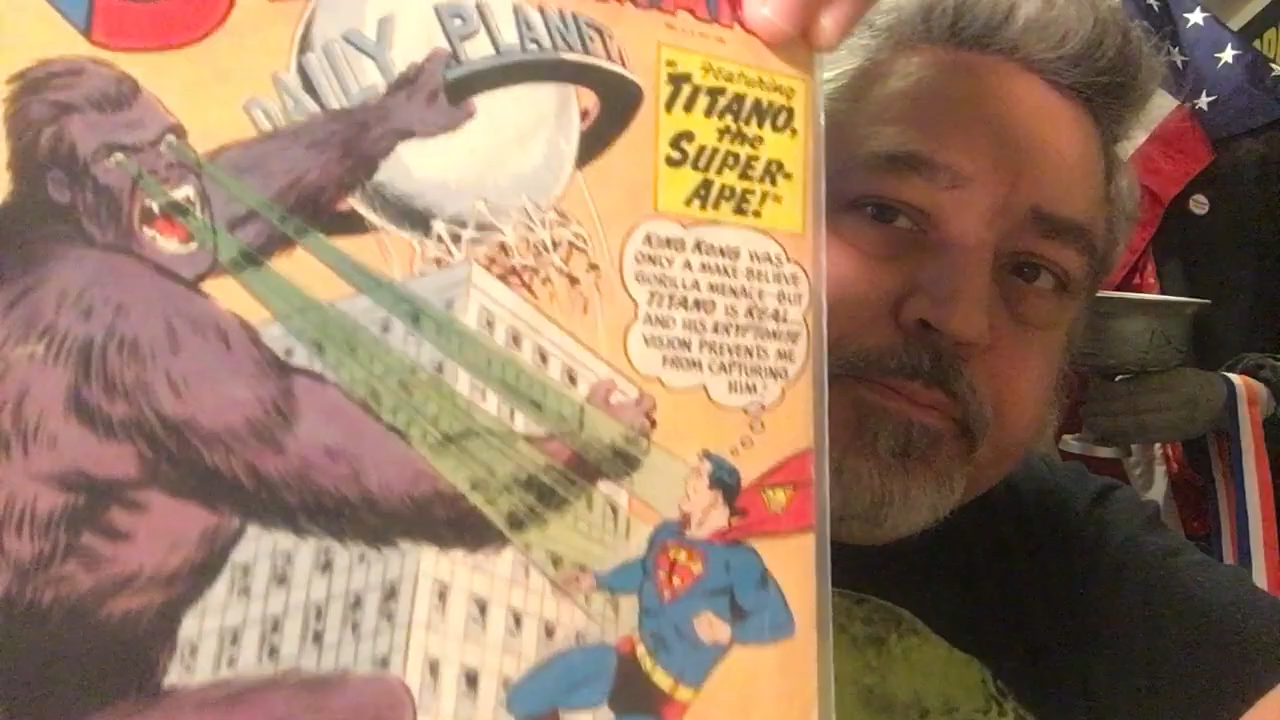 DAILY PLANET
"Featuring
TITANO,
the
SUPER-
APE!"
KING KONG WAS
ONLY A MAKE-BELIEVE
GORILLA MENACE--BUT
TITANO IS REAL
AND HIS KRYPTONITE
VISION PREVENTS ME
FROM CAPTURING
HIM!
S